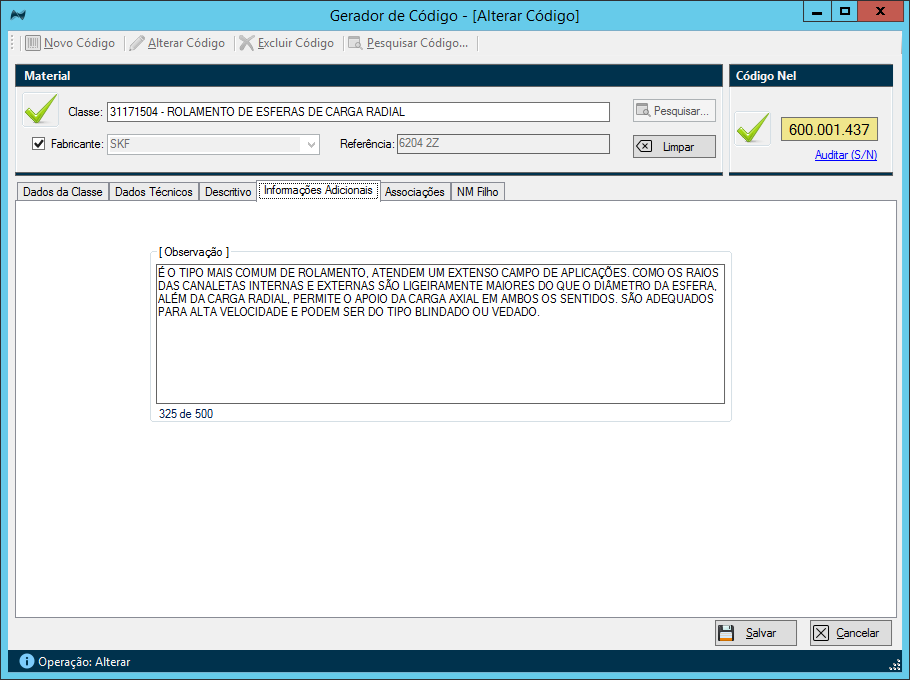 Gerador de Código - [Alterar Código]
Novo Código Alterar Código Excluir Código Pesquisar Código...
Material
Código Nel
Classe: 31171504 - ROLAMENTO DE ESFERAS DE CARGA RADIAL
Pesquisar...
Fabricante: SKF
Referência: 6204 2Z
Limpar
600.001.437
Auditar (S/N)
Dados da Classe Dados Técnicos Descritivo Informações Adicionais Associações NM Filho
[ Observação ]
É O TIPO MAIS COMUM DE ROLAMENTO, ATENDEM UM EXTENSO CAMPO DE APLICAÇÕES. COMO OS RAIOS
DAS CANALETAS INTERNAS E EXTERNAS SÃO LIGEIRAMENTE MAIORES DO QUE O DIÂMETRO DA ESFERA,
ALÉM DA CARGA RADIAL, PERMITE O APOIO DA CARGA AXIAL EM AMBOS OS SENTIDOS. SÃO ADEQUADOS
PARA ALTA VELOCIDADE E PODEM SER DO TIPO BLINDADO OU VEDADO.
325 de 500
Salvar Cancelar
Operação: Alterar